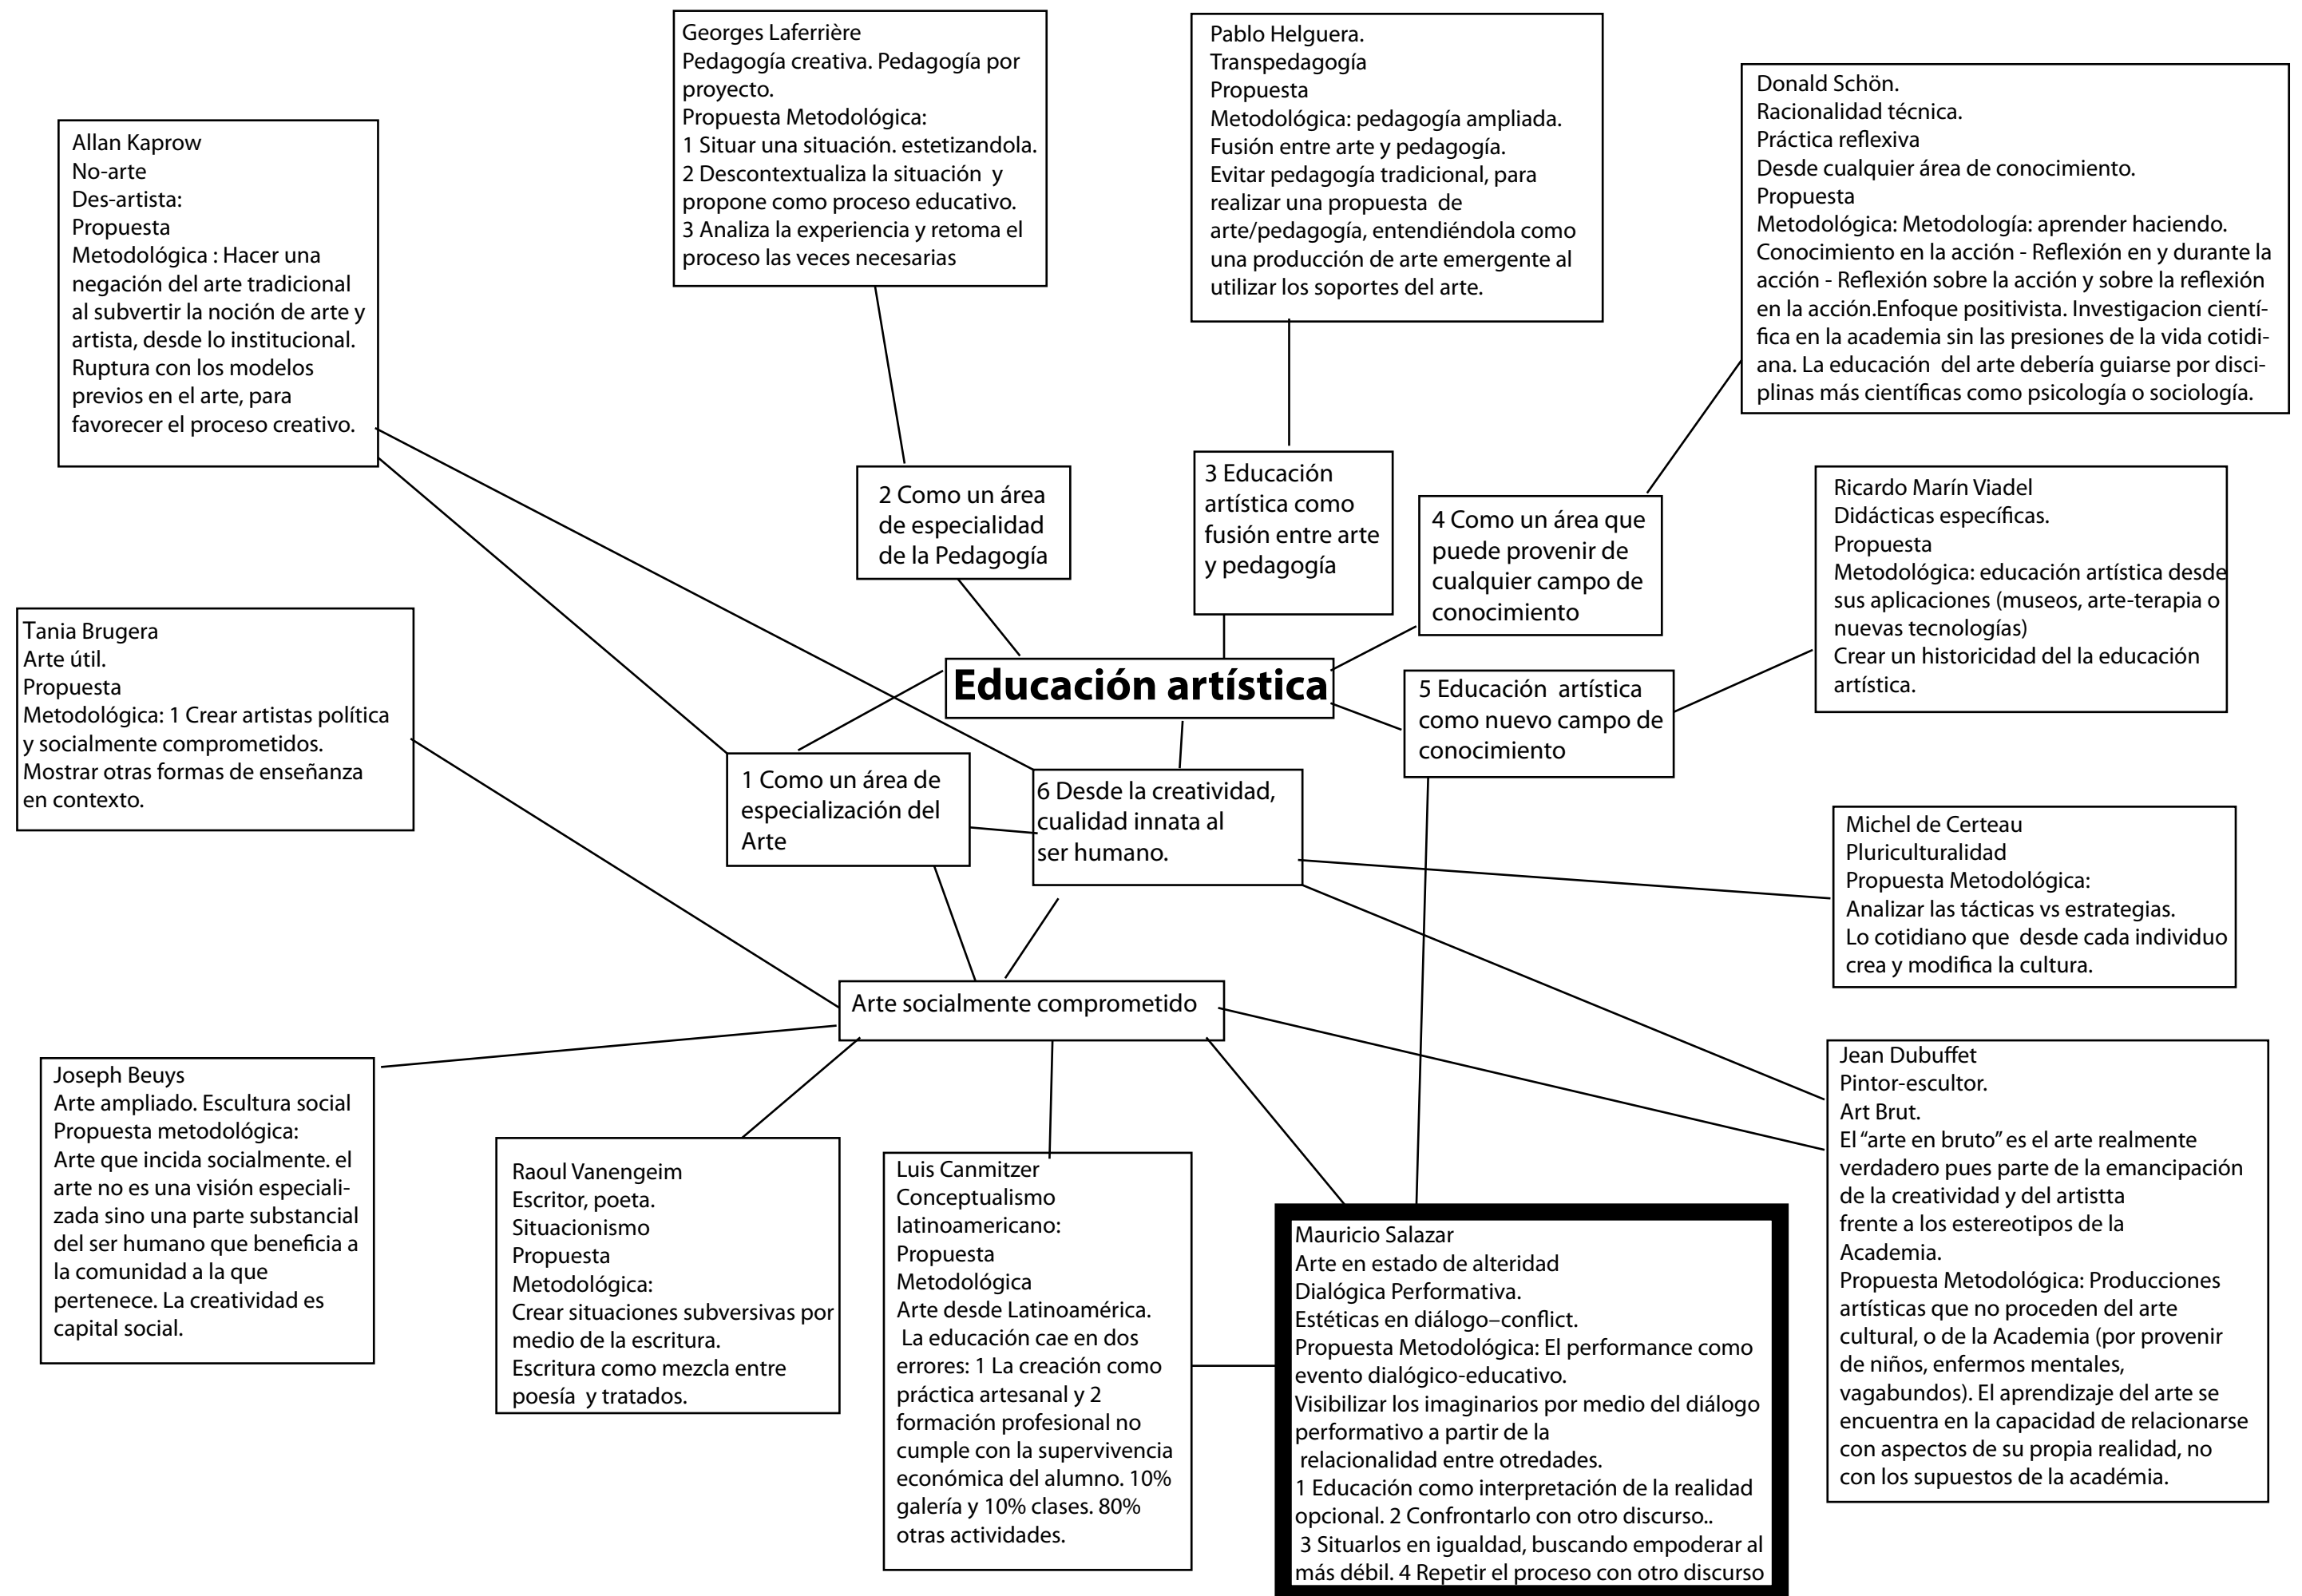 Georges Laferrière
Pedagogía creativa. Pedagogía por
proyecto.
Propuesta Metodológica:
1 Situar una situación. estetizandola.
2 Descontextualiza la situación  y
propone como proceso educativo.
3 Analiza la experiencia y retoma el
proceso las veces necesarias
Pablo Helguera.
Transpedagogía
Propuesta
Metodológica: pedagogía ampliada.
Fusión entre arte y pedagogía.
Evitar pedagogía tradicional, para
realizar una propuesta  de
arte/pedagogía, entendiéndola como
una producción de arte emergente al
utilizar los soportes del arte.
Donald Schön.
Racionalidad técnica.
Práctica reflexiva
Desde cualquier área de conocimiento.
Propuesta
Metodológica: Metodología: aprender haciendo.
Conocimiento en la acción - Reflexión en y durante la
acción - Reflexión sobre la acción y sobre la reflexión
en la acción.Enfoque positivista. Investigacion cientí-
fica en la academia sin las presiones de la vida cotidi-
ana. La educación  del arte debería guiarse por disci-
plinas más científicas como psicología o sociología.
Allan Kaprow
No-arte
Des-artista:
Propuesta
Metodológica : Hacer una
negación del arte tradicional
al subvertir la noción de arte y
artista, desde lo institucional.
Ruptura con los modelos
previos en el arte, para
favorecer el proceso creativo.
2 Como un área
de especialidad
de la Pedagogía
3 Educación
artística como
fusión entre arte
y pedagogía
4 Como un área que
puede provenir de
cualquier campo de
conocimiento
Ricardo Marín Viadel
Didácticas específicas.
Propuesta
Metodológica: educación artística desde
sus aplicaciones (museos, arte-terapia o
nuevas tecnologías)
Crear un historicidad del la educación
artística.
Tania Brugera
Arte útil.
Propuesta
Metodológica: 1 Crear artistas política
y socialmente comprometidos.
Mostrar otras formas de enseñanza
en contexto.
Educación artística
5 Educación  artística
como nuevo campo de
conocimiento
1 Como un área de
especialización del
Arte
6 Desde la creatividad,
cualidad innata al
ser humano.
Michel de Certeau
Pluriculturalidad
Propuesta Metodológica:
Analizar las tácticas vs estrategias.
Lo cotidiano que  desde cada individuo
crea y modifica la cultura.
Arte socialmente comprometido
Joseph Beuys
Arte ampliado. Escultura social
Propuesta metodológica:
Arte que incida socialmente. el
arte no es una visión especiali-
zada sino una parte substancial
del ser humano que beneficia a
la comunidad a la que
pertenece. La creatividad es
capital social.
Raoul Vanengeim
Escritor, poeta.
Situacionismo
Propuesta
Metodológica:
Crear situaciones subversivas por
medio de la escritura.
Escritura como mezcla entre
poesía  y tratados.
Luis Canmitzer
Conceptualismo
latinoamericano:
Propuesta
Metodológica
Arte desde Latinoamérica.
La educación cae en dos
errores: 1 La creación como
práctica artesanal y 2
formación profesional no
cumple con la supervivencia
económica del alumno. 10%
galería y 10% clases. 80%
otras actividades.
Mauricio Salazar
Arte en estado de alteridad
Dialógica Performativa.
Estéticas en diálogo–conflict.
Propuesta Metodológica: El performance como
evento dialógico-educativo.
Visibilizar los imaginarios por medio del diálogo
performativo a partir de la
relacionalidad entre otredades.
1 Educación como interpretación de la realidad
opcional. 2 Confrontarlo con otro discurso..
3 Situarlos en igualdad, buscando empoderar al
más débil. 4 Repetir el proceso con otro discurso
Jean Dubuffet
Pintor-escultor.
Art Brut.
El “arte en bruto” es el arte realmente
verdadero pues parte de la emancipación
de la creatividad y del artistta
frente a los estereotipos de la
Academia.
Propuesta Metodológica: Producciones
artísticas que no proceden del arte
cultural, o de la Academia (por provenir
de niños, enfermos mentales,
vagabundos). El aprendizaje del arte se
encuentra en la capacidad de relacionarse
con aspectos de su propia realidad, no
con los supuestos de la académia.